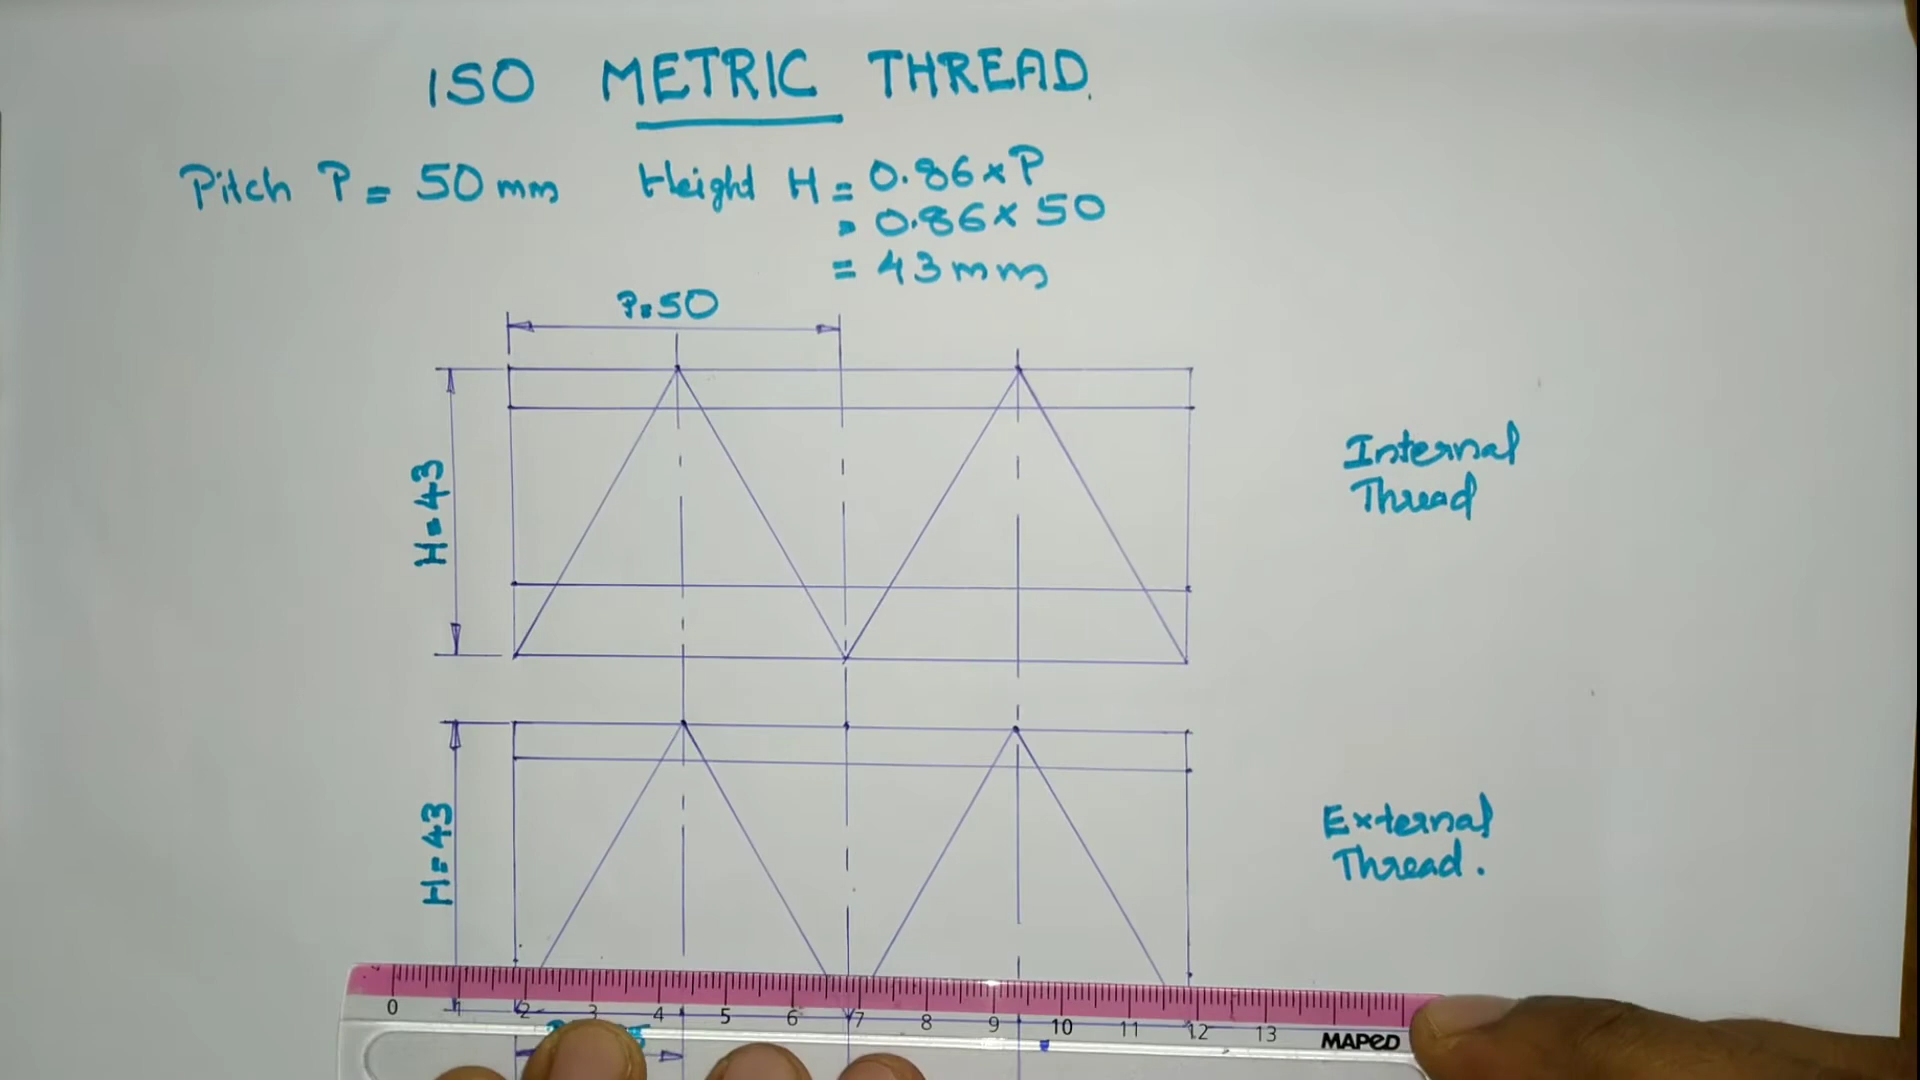 ISO METRIC THREAD.
Pitch P = 50 mm Height H = 0.86 × P
= 0.86 × 50
= 43 mm
P=50
H=43
Internal
Thread
H=43
External
Thread.
0 1 2 3 4 5 6 7 8 9 10 11 12 13
MAPED